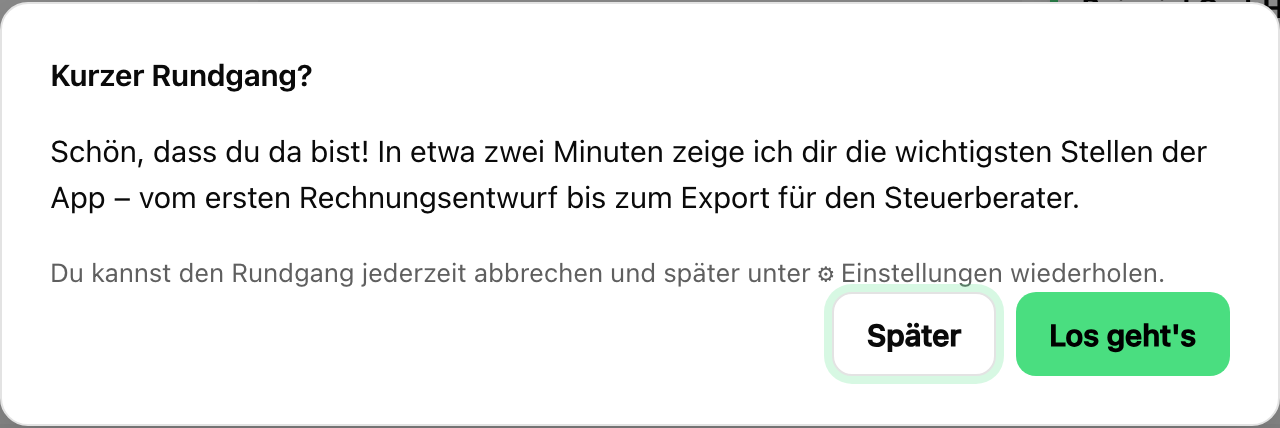 Kurzer Rundgang?
Schön, dass du da bist! In etwa zwei Minuten zeige ich dir die wichtigsten Stellen der
App – vom ersten Rechnungsentwurf bis zum Export für den Steuerberater.
Du kannst den Rundgang jederzeit abbrechen und später unter ⚙ Einstellungen wiederholen.
Später
Los geht's